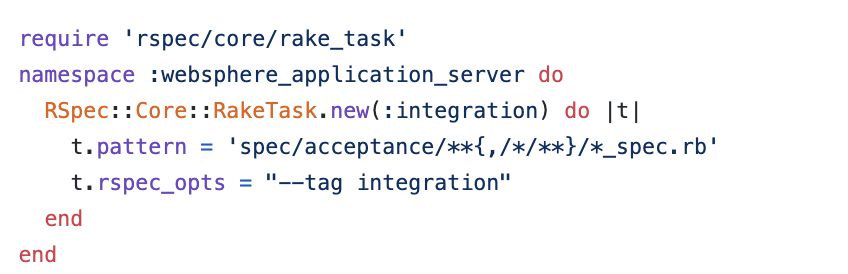 require 'rspec/core/rake_task'
namespace :websphere_application_server do
  RSpec::Core::RakeTask.new(:integration) do |t|
    t.pattern = 'spec/acceptance/**{,/*/**}/*_spec.rb'
    t.rspec_opts = "--tag integration"
  end
end